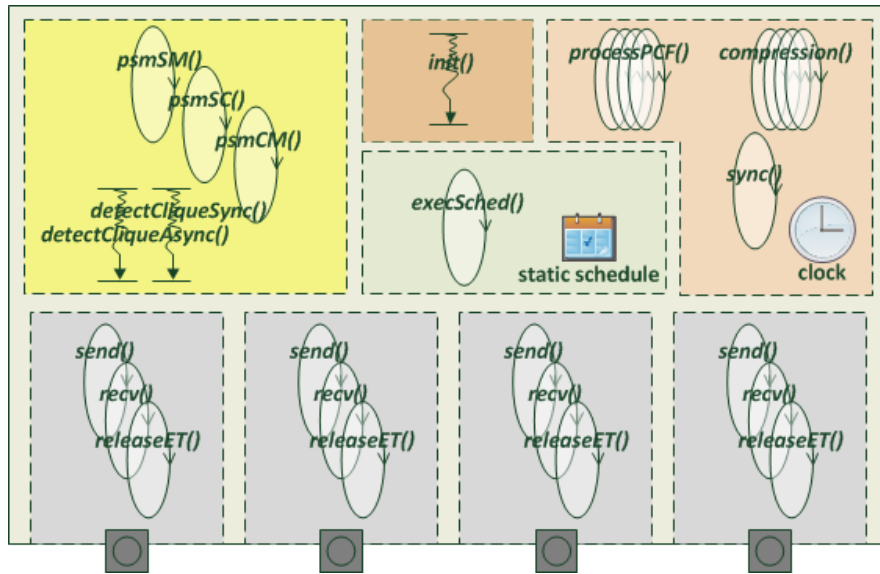 psmSM()
psmSC()
psmCM()
detectCliqueSync()
detectCliqueAsync()
init()
processPCF()
compression()
sync()
clock
execSched()
static schedule
send()
recv()
releaseET()
send()
recv()
releaseET()
send()
recv()
releaseET()
send()
recv()
releaseET()